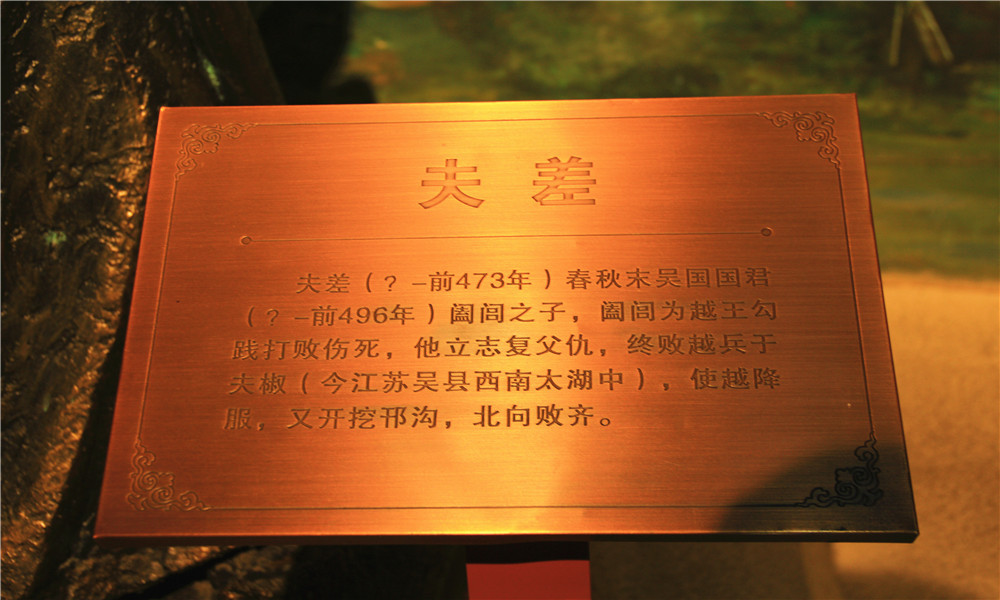 夫差
夫差（？-前473年）春秋末吴国国君
（？-前496年）阖闾之子，阖闾为越王勾
践打败伤死，他立志复父仇，终败越兵于
夫椒（今江苏吴县西南太湖中），使越降
服，又开挖邗沟，北向败齐。